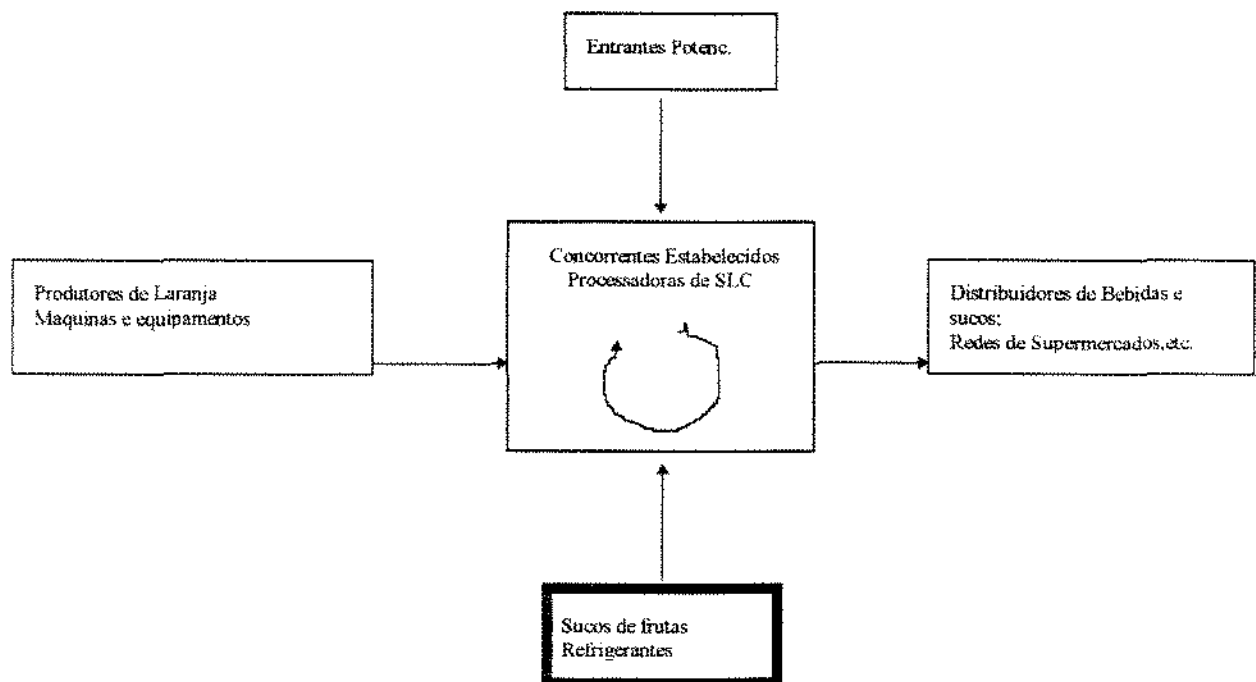 Entrantes Potenc.
Concorrentes Estabelecidos
Processadoras de SLC
Produtores de Laranja
Maquinas e equipamentos
Distribuidores de Bebidas e
sucos;
Redes de Supermercados,etc.
Sucos de frutas
Refrigerantes